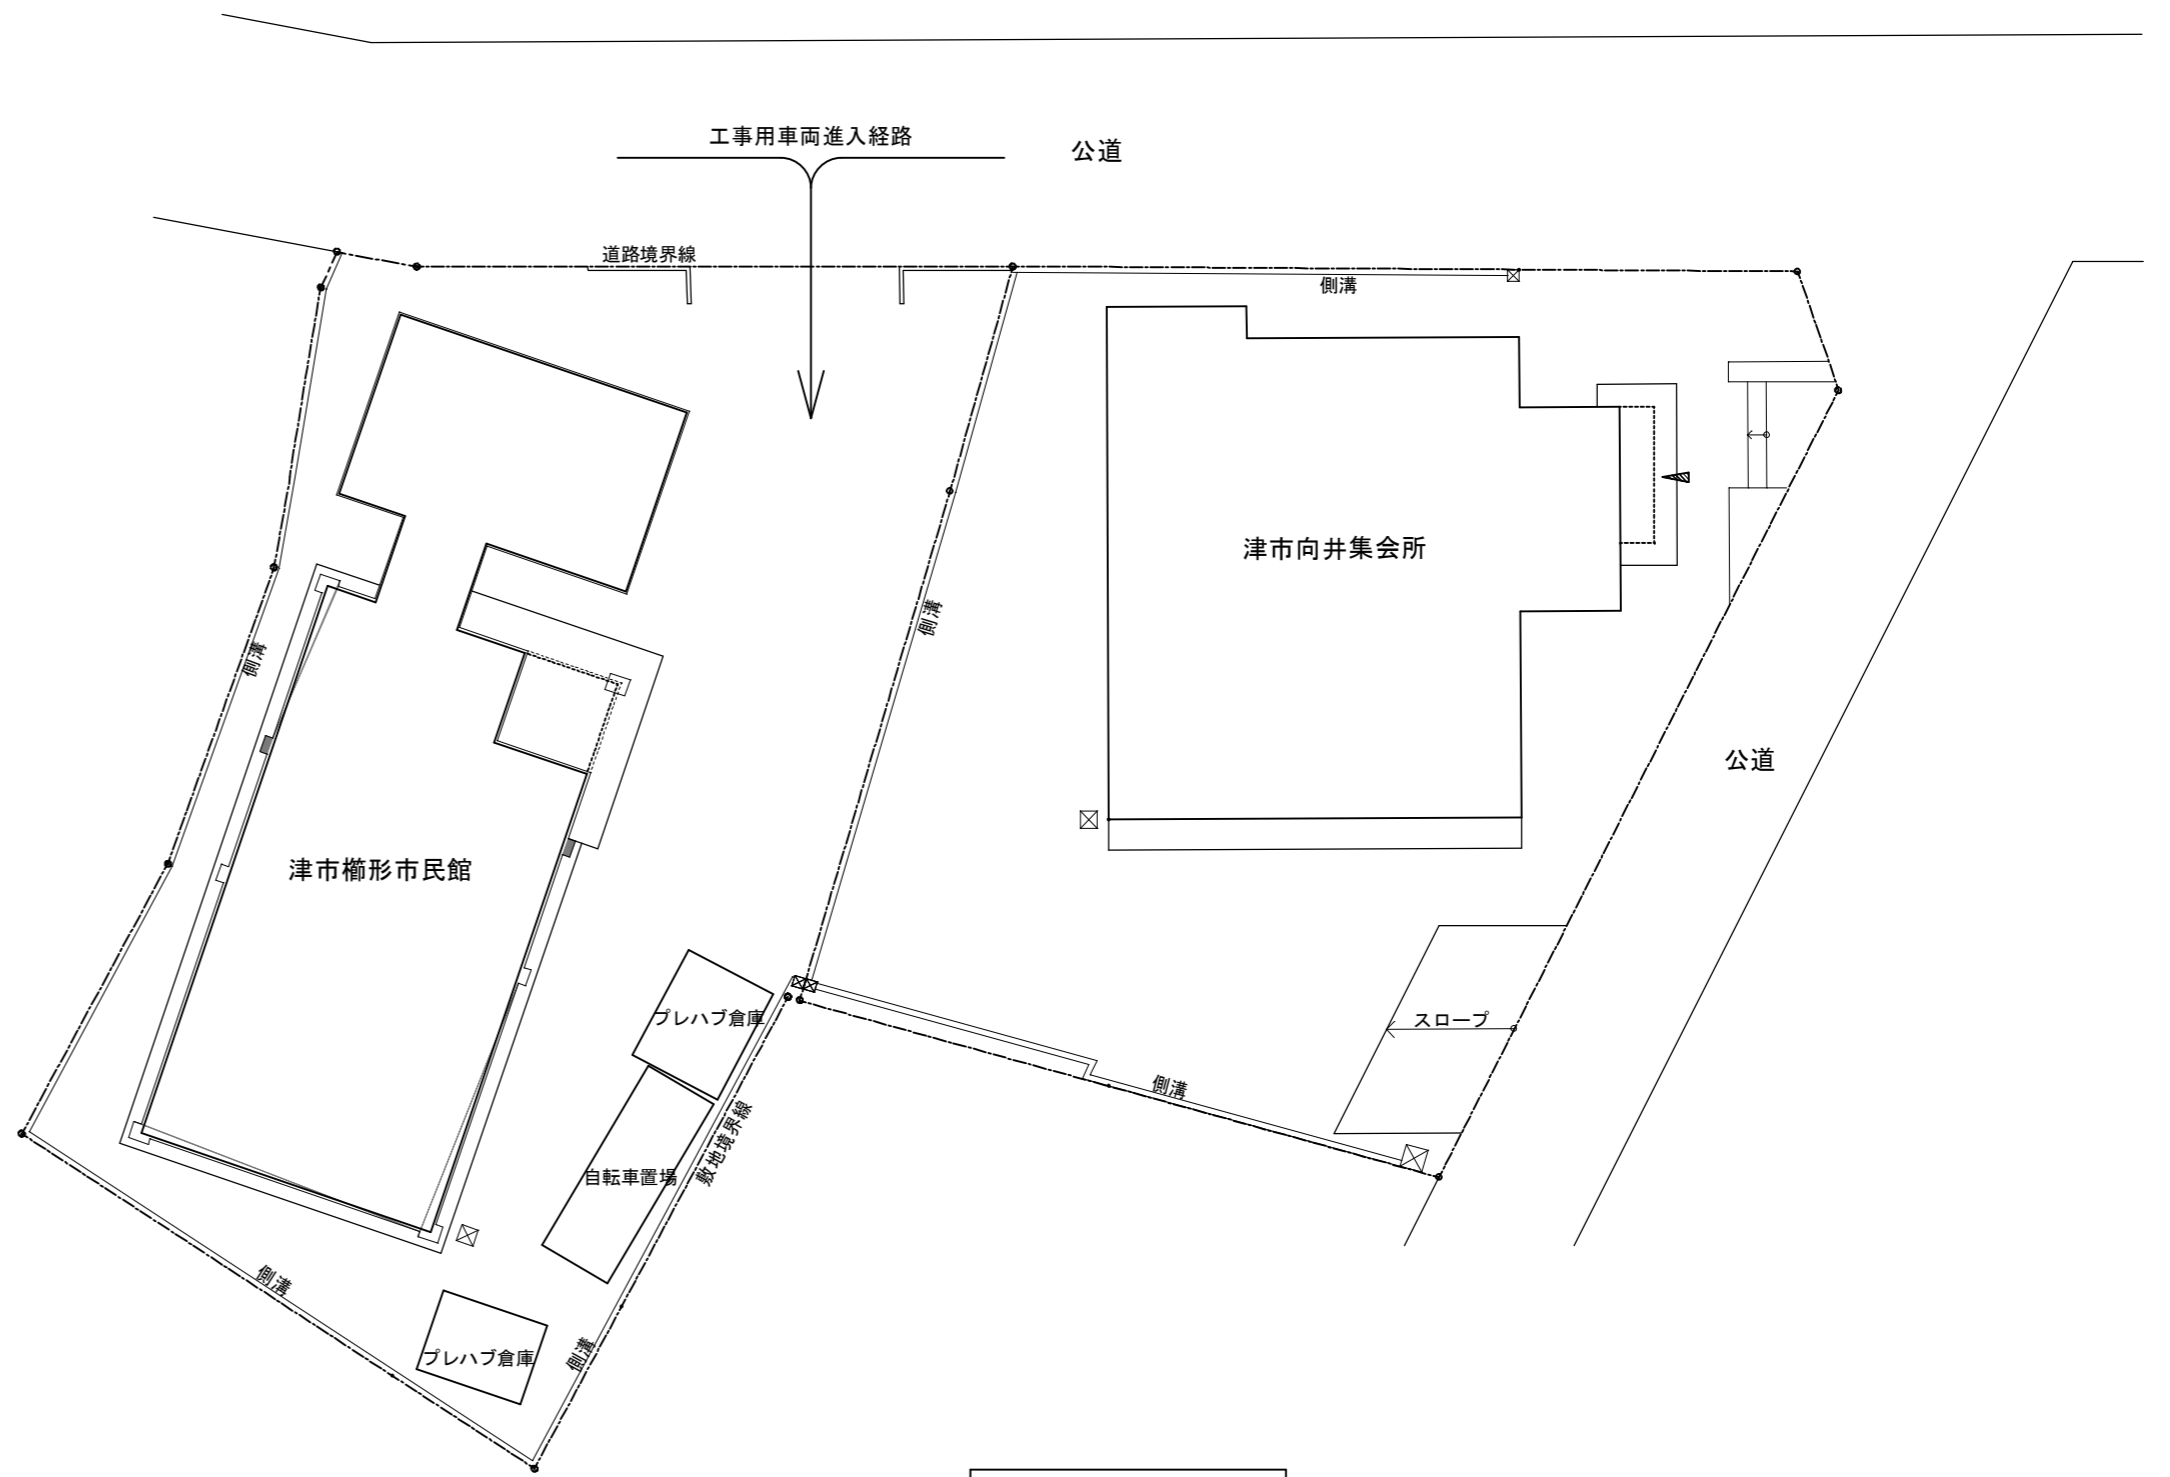 工事用車両進入経路
公道
道路境界線
側溝
側溝
津市向井集会所
側溝
公道
津市櫛形市民館
プレハブ倉庫
スロープ
側溝
敷地境界線
自転車置場
側溝
側溝
プレハブ倉庫